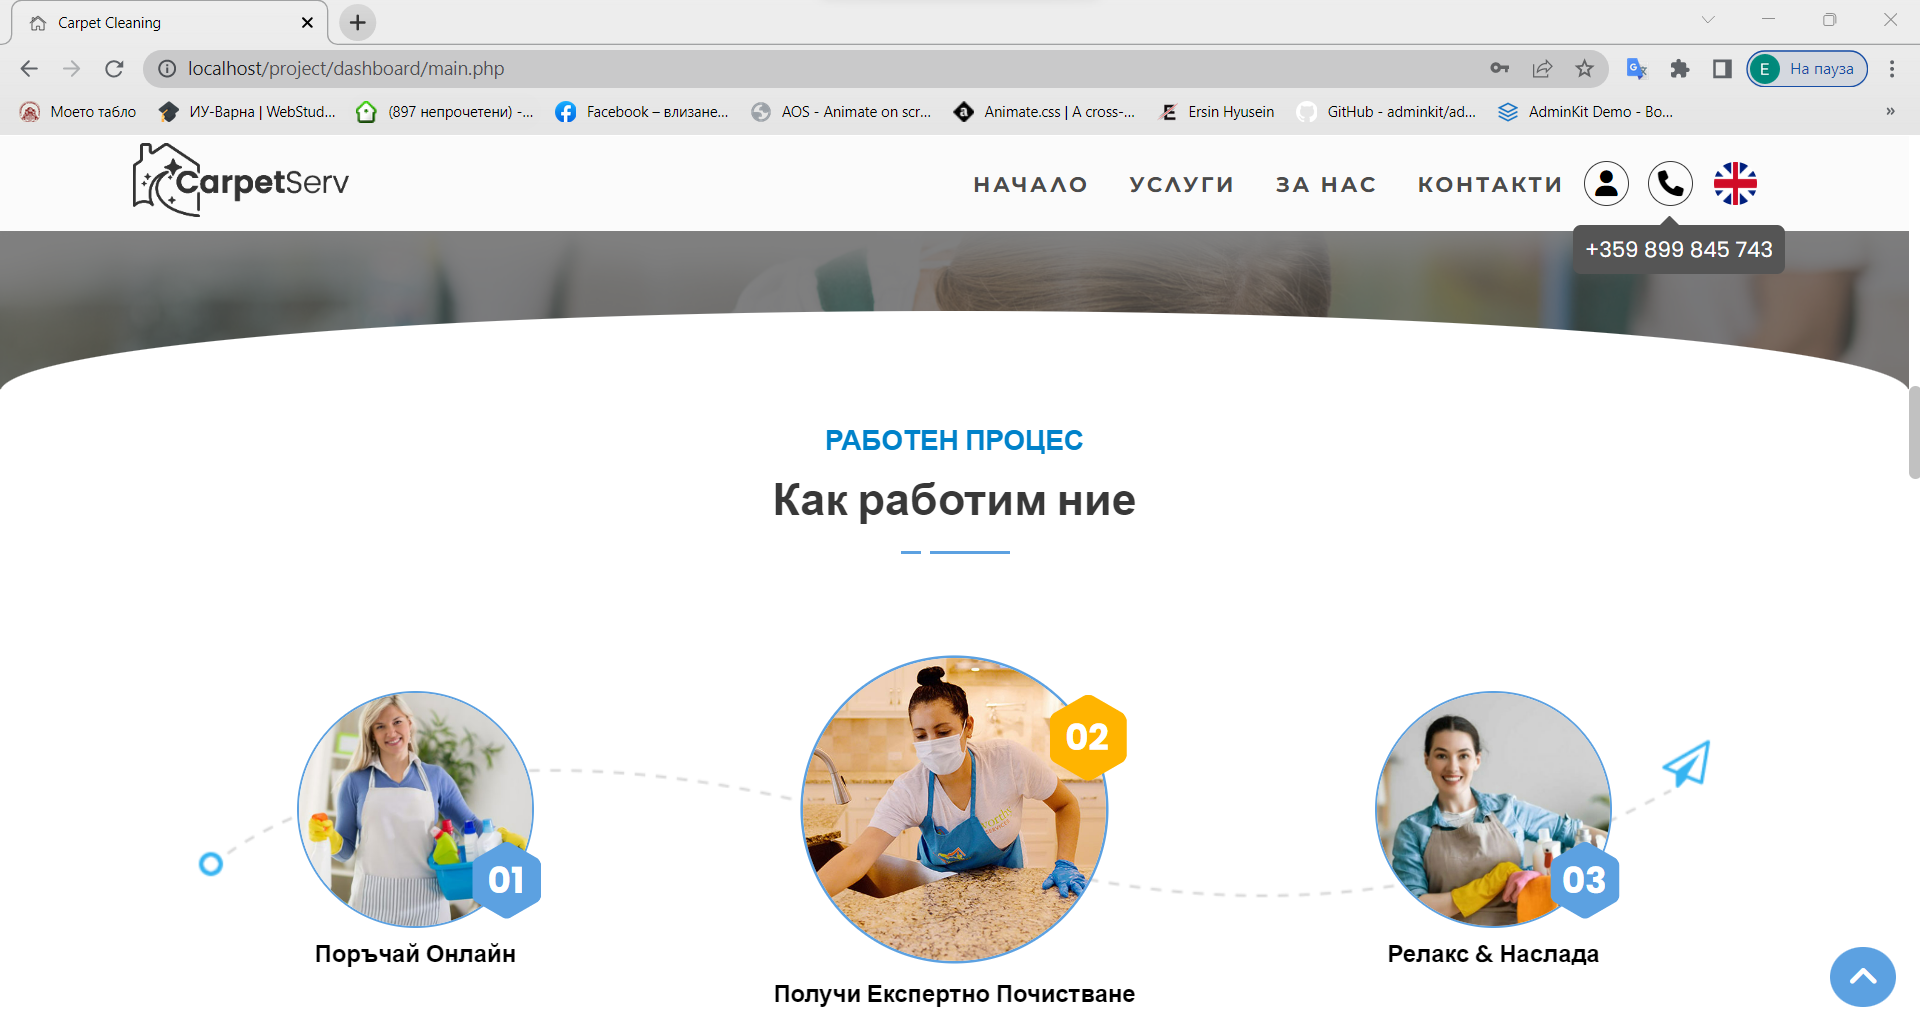 Carpet Cleaning
localhost/project/dashboard/main.php
E На пауза
Моето табло
ИУ-Варна | WebStud...
(897 непрочетени) -...
Facebook – влизане...
AOS - Animate on scr...
Animate.css | A cross-...
Ersin Hyusein
GitHub - adminkit/ad...
AdminKit Demo - Bo...
»
CarpetServ
НАЧАЛО УСЛУГИ ЗА НАС КОНТАКТИ
+359 899 845 743
РАБОТЕН ПРОЦЕС
Как работим ние
01
02
03
Поръчай Онлайн
Получи Експертно Почистване
Релакс & Наслада